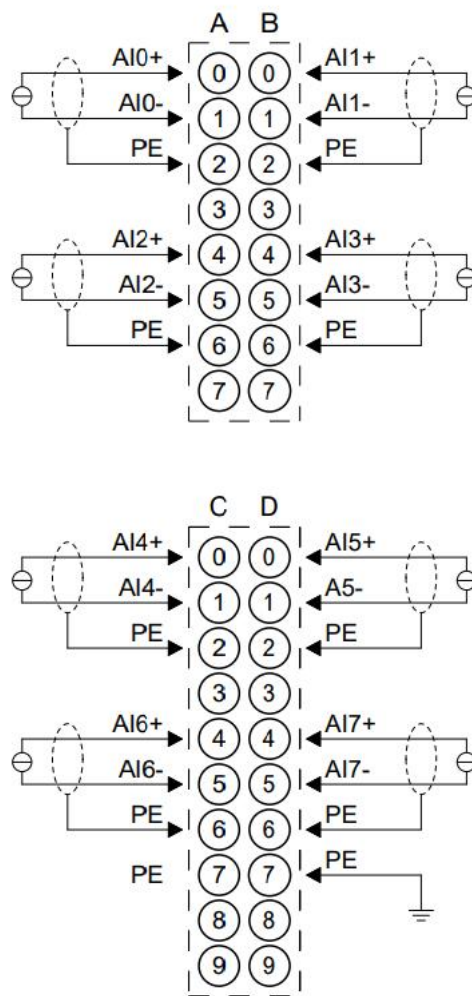 A B
AI0+ 0 0 AI1+
AI0- 1 1 AI1-
PE 2 2 PE
3 3
AI2+ 4 4 AI3+
AI2- 5 5 AI3-
PE 6 6 PE
7 7
C D
AI4+ 0 0 AI5+
AI4- 1 1 A5-
PE 2 2 PE
3 3
AI6+ 4 4 AI7+
AI6- 5 5 AI7-
PE 6 6 PE
PE 7 7 PE
8 8
9 9